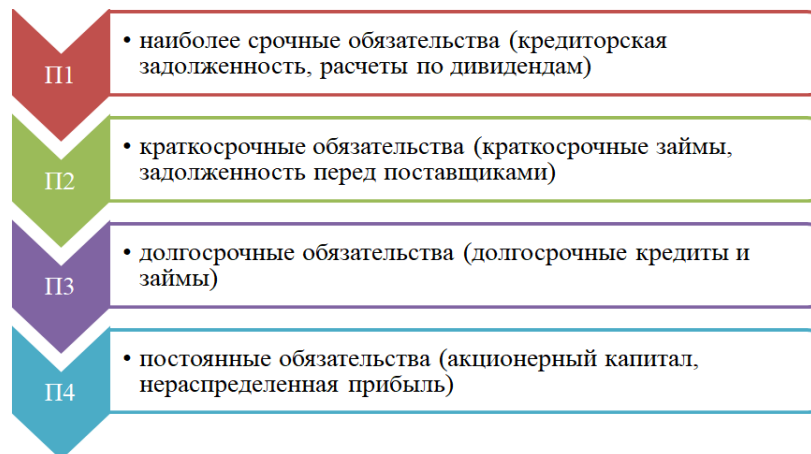 П1
• наиболее срочные обязательства (кредиторская
задолженность, расчеты по дивидендам)
П2
• краткосрочные обязательства (краткосрочные займы,
задолженность перед поставщиками)
П3
• долгосрочные обязательства (долгосрочные кредиты и
займы)
П4
• постоянные обязательства (акционерный капитал,
нераспределенная прибыль)